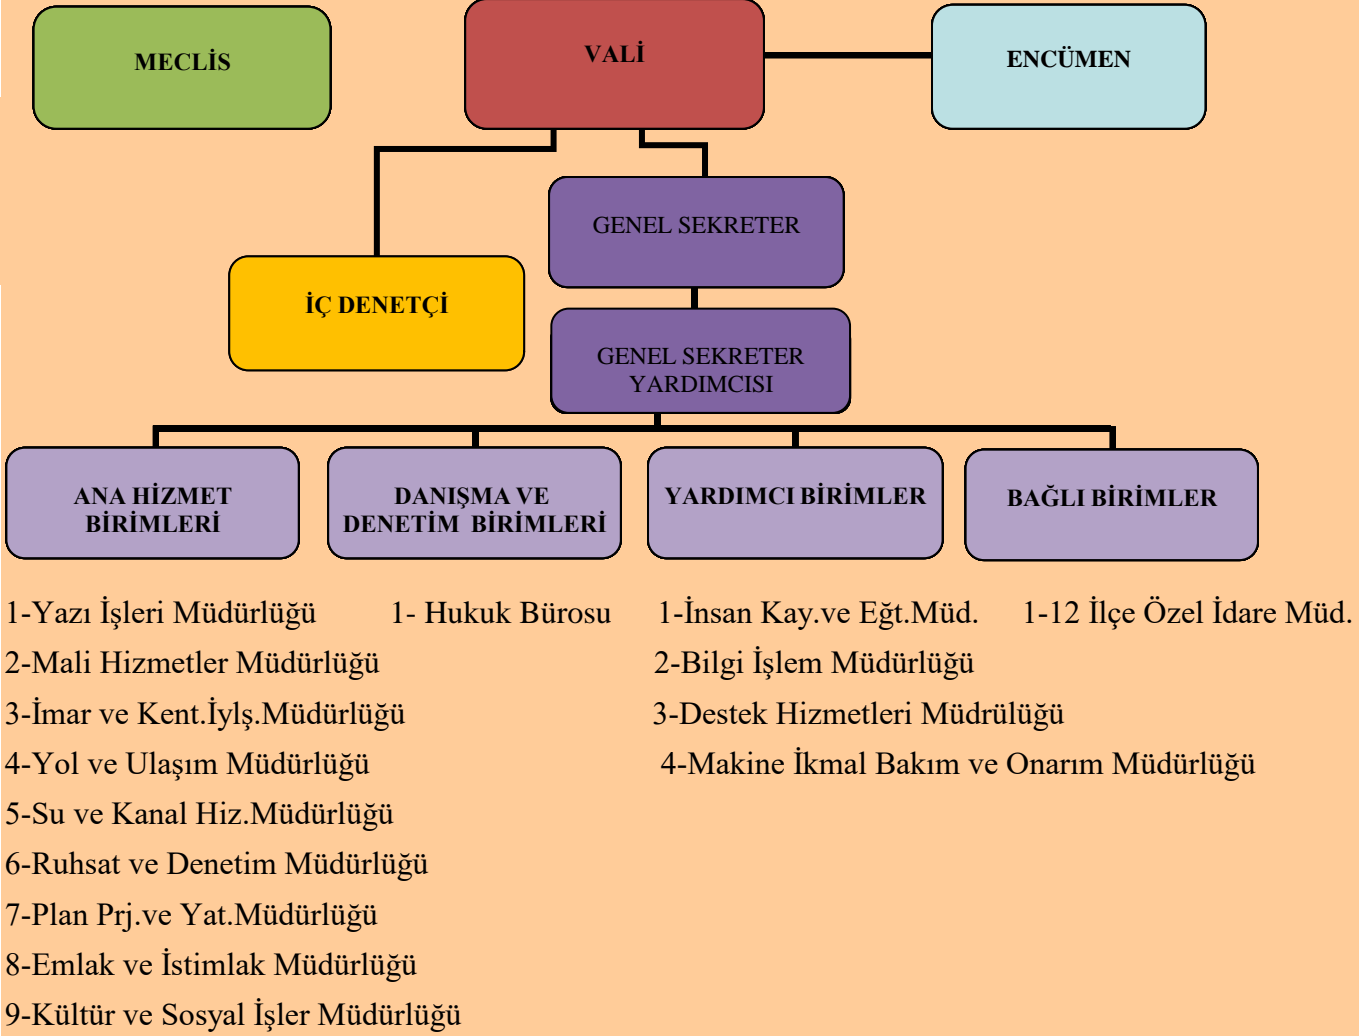 MECLİS
VALİ
ENCÜMEN
GENEL SEKRETER
İÇ DENETÇİ
GENEL SEKRETER
YARDIMCISI
ANA HİZMET
BİRİMLERİ
DANIŞMA VE
DENETİM BİRİMLERİ
YARDIMCI BİRİMLER
BAĞLI BİRİMLER
1-Yazı İşleri Müdürlüğü 1- Hukuk Bürosu 1-İnsan Kay.ve Eğt.Müd. 1-12 İlçe Özel İdare Müd.
2-Mali Hizmetler Müdürlüğü 2-Bilgi İşlem Müdürlüğü
3-İmar ve Kent.İylş.Müdürlüğü 3-Destek Hizmetleri Müdrülüğü
4-Yol ve Ulaşım Müdürlüğü 4-Makine İkmal Bakım ve Onarım Müdürlüğü
5-Su ve Kanal Hiz.Müdürlüğü
6-Ruhsat ve Denetim Müdürlüğü
7-Plan Prj.ve Yat.Müdürlüğü
8-Emlak ve İstimlak Müdürlüğü
9-Kültür ve Sosyal İşler Müdürlüğü